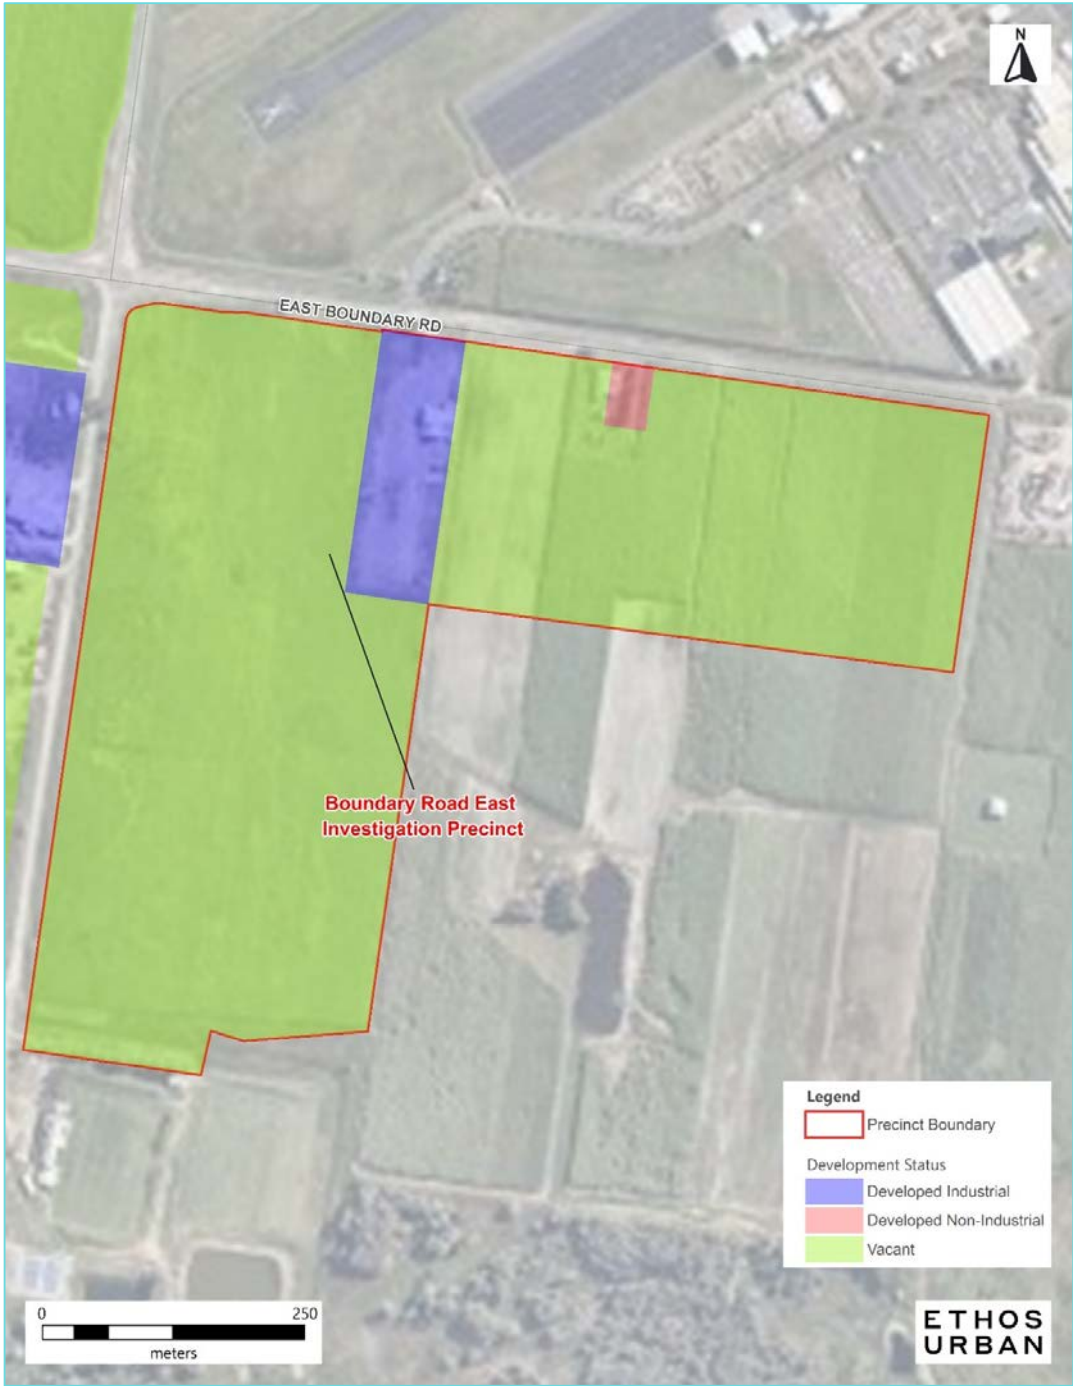 N
EAST BOUNDARY RD
Boundary Road East
Investigation Precinct
Legend
Precinct Boundary
Development Status
Developed Industrial
Developed Non-Industrial
Vacant
0 250
meters
ETHOS
URBAN